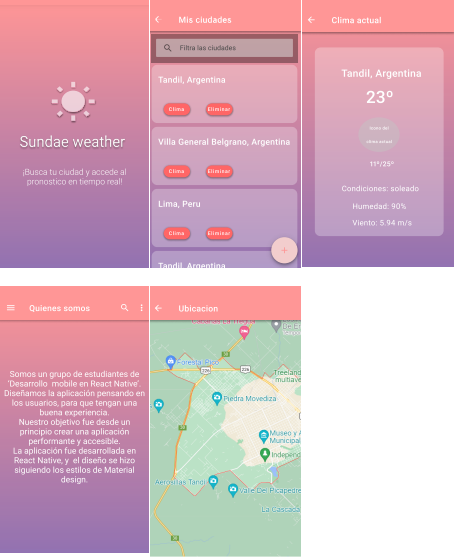 Sundae weather
¡Busca tu ciudad y accede al
pronostico en tiempo real!
Mis ciudades
Filtra las ciudades
Tandil, Argentina
Clima
Eliminar
Villa General Belgrano, Argentina
Clima
Eliminar
Lima, Peru
Clima
Eliminar
Tandil, Argentina
Clima actual
Tandil, Argentina
23º
clima actual
11º/25º
Condiciones: soleado
Humedad: 90%
Viento: 5.94 m/a
Quienes somos
Somos un grupo de estudiantes de
'Desarrollo mobile en React Native'.
Diseñamos la aplicación pensando en
los usuarios, para que tengan una
buena experiencia.
Nuestro objetivo fue desde un
principio crear una aplicación
performante y accesible.
La aplicación fue desarrollada en
React Native, y el diseño se hizo
siguiendo los estilos de Material
design.
Ubicacion
Forestal Rico
226
226
Treeland
Piedra Movediza
30
Museo y A
Municipal
Independ
Aerosillas Tandil
Valle Del Picapedre
La Cascada
30